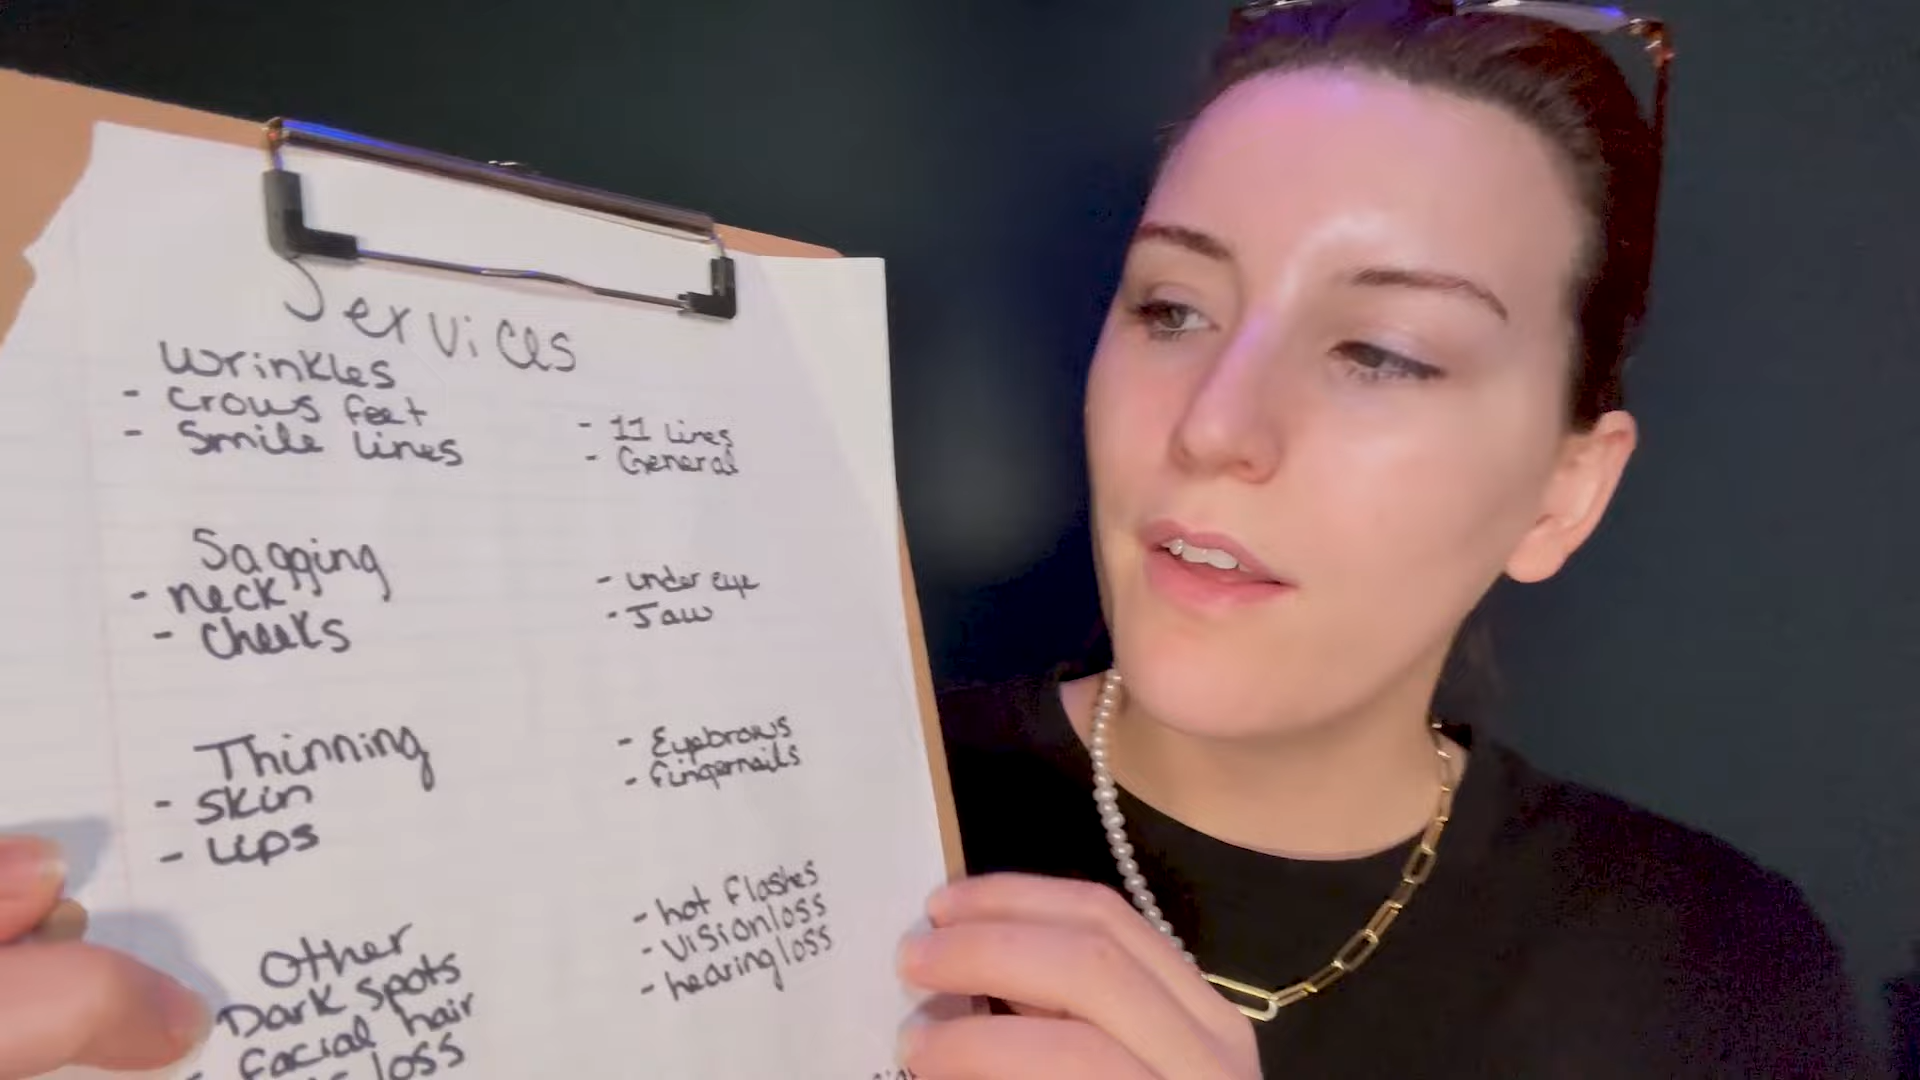 Services
Wrinkles
- Crows feet
- Smile lines
- 11 Lines
- General
Sagging
- neck
- Cheeks
- under eye
- Jaw
Thinning
- Skin
- Lips
- Eyebrows
- fingernails
Other
Dark Spots
- facial hair
loss
- hot flashes
- vision loss
- hearing loss